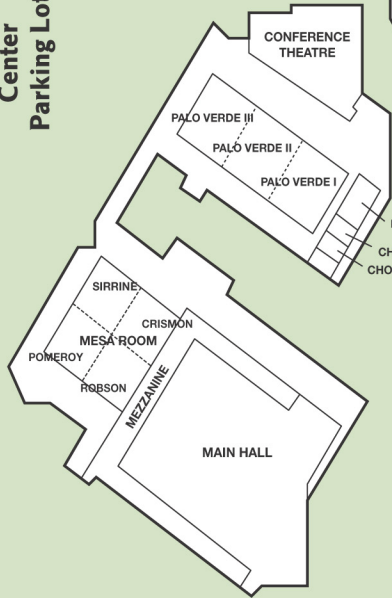 Center
Parking Lot
CONFERENCE
THEATRE
PALO VERDE III
PALO VERDE II
PALO VERDE I
CH
CHO
SIRRINE
CRISMON
MESA ROOM
POMEROY
ROBSON
MEZZANINE
MAIN HALL